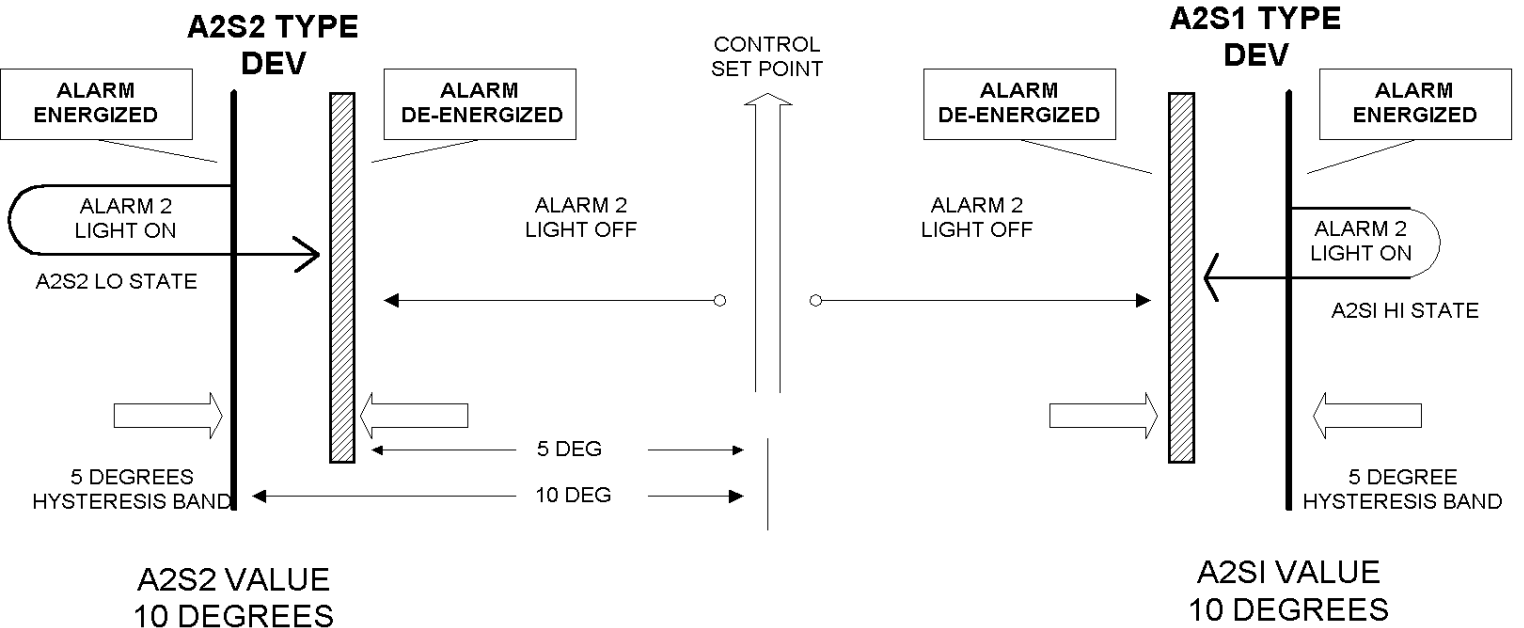 A2S2 TYPE
DEV
ALARM
ENERGIZED
ALARM
DE-ENERGIZED
ALARM 2
LIGHT ON
A2S2 LO STATE
ALARM 2
LIGHT OFF
5 DEGREES
HYSTERESIS BAND
5 DEG
10 DEG
A2S2 VALUE
10 DEGREES
CONTROL
SET POINT
A2S1 TYPE
DEV
ALARM
DE-ENERGIZED
ALARM
ENERGIZED
ALARM 2
LIGHT OFF
ALARM 2
LIGHT ON
A2SI HI STATE
5 DEGREE
HYSTERESIS BAND
A2SI VALUE
10 DEGREES